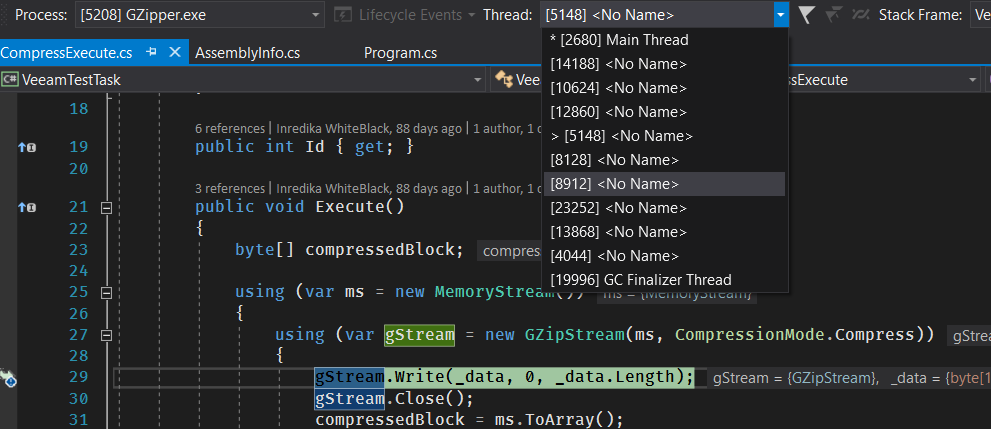 Process: [5208] GZipper.exe Lifecycle Events Thread: [5148] <No Name> Stack Frame: Ve
* [2680] Main Thread
CompressExecute.cs AssemblyInfo.cs Program.cs
[14188] <No Name>
C# VeeamTestTask Vee ssExecute
[10624] <No Name>
18
[12860] <No Name>
6 references | Inredika WhiteBlack, 88 days ago | 1 author, 1 c
19 public int Id { get; }
> [5148] <No Name>
20
[8128] <No Name>
3 references | Inredika WhiteBlack, 88 days ago | 1 author, 1
[8912] <No Name>
21 public void Execute()
[23252] <No Name>
22 {
[13868] <No Name>
23 byte[] compressedBlock; compres
[4044] <No Name>
24
[19996] GC Finalizer Thread
25 using (var ms = new MemoryStream()) ms = {MemoryStream}
26 {
27 using (var gStream = new GZipStream(ms, CompressionMode.Compress)) gStrea
28 {
29 gStream.Write(_data, 0, _data.Length); gStream = {GZipStream}, _data = {byte[1
30 gStream.Close();
31 compressedBlock = ms.ToArray();